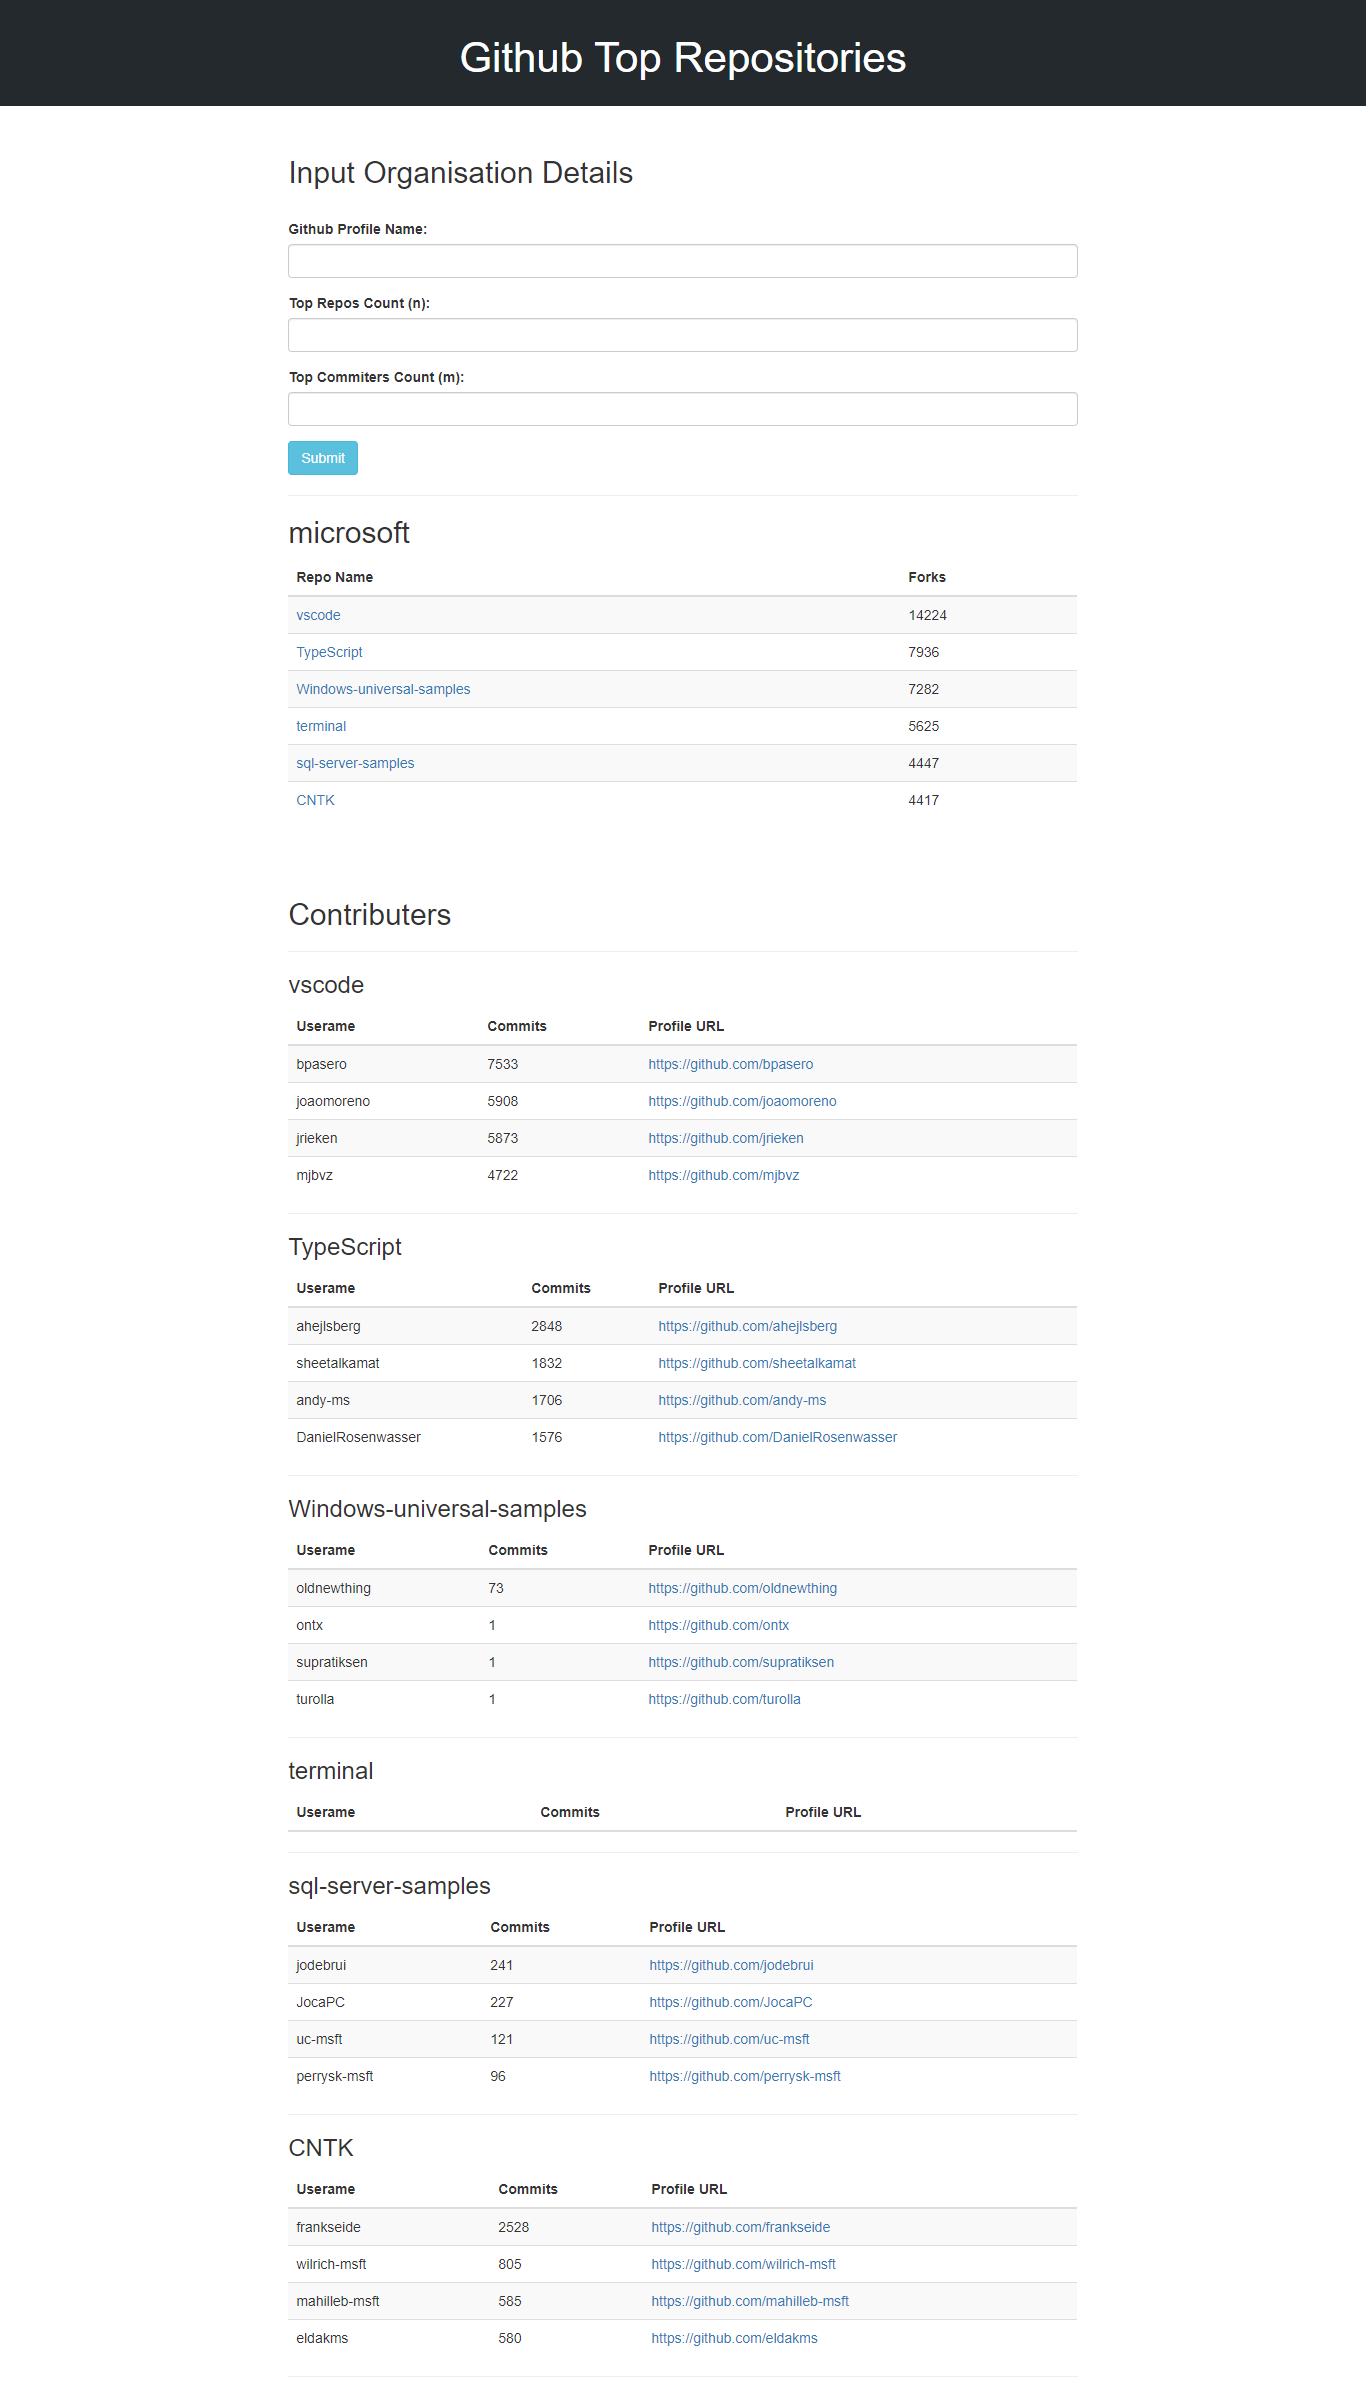 Github Top Repositories
Input Organisation Details
Github Profile Name:
Top Repos Count (n):
Top Commiters Count (m):
Submit
microsoft
Repo Name Forks
vscode 14224
TypeScript 7936
Windows-universal-samples 7282
terminal 5625
sql-server-samples 4447
CNTK 4417
Contributers
vscode
Userame Commits Profile URL
bpasero 7533 https://github.com/bpasero
joaomoreno 5908 https://github.com/joaomoreno
jrieken 5873 https://github.com/jrieken
mjbvz 4722 https://github.com/mjbvz
TypeScript
Userame Commits Profile URL
ahejlsberg 2848 https://github.com/ahejlsberg
sheetalkamat 1832 https://github.com/sheetalkamat
andy-ms 1706 https://github.com/andy-ms
DanielRosenwasser 1576 https://github.com/DanielRosenwasser
Windows-universal-samples
Userame Commits Profile URL
oldnewthing 73 https://github.com/oldnewthing
ontx 1 https://github.com/ontx
supratiksen 1 https://github.com/supratiksen
turolla 1 https://github.com/turolla
terminal
Userame Commits Profile URL
sql-server-samples
Userame Commits Profile URL
jodebrui 241 https://github.com/jodebrui
JocaPC 227 https://github.com/JocaPC
uc-msft 121 https://github.com/uc-msft
perrysk-msft 96 https://github.com/perrysk-msft
CNTK
Userame Commits Profile URL
frankseide 2528 https://github.com/frankseide
wilrich-msft 805 https://github.com/wilrich-msft
mahilleb-msft 585 https://github.com/mahilleb-msft
eldakms 580 https://github.com/eldakms